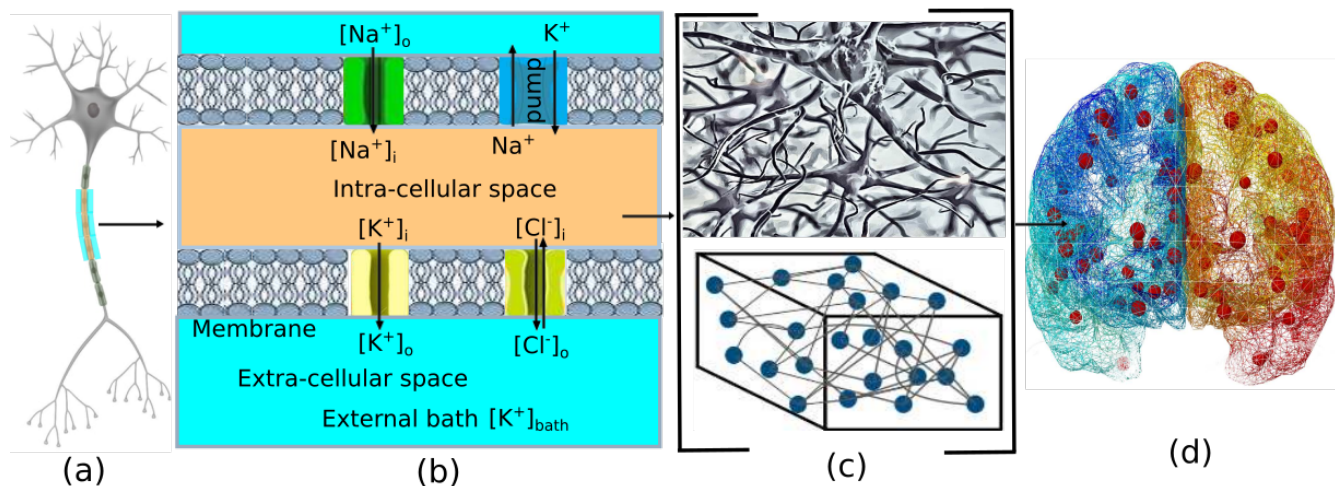 [Na⁺]ₒ
K⁺
pump
[Na⁺]ᵢ
Na⁺
Intra-cellular space
[K⁺]ᵢ
[Cl⁻]ᵢ
Membrane
[K⁺]ₒ
[Cl⁻]ₒ
Extra-cellular space
External bath [K⁺]bath
(a)
(b)
(c)
(d)